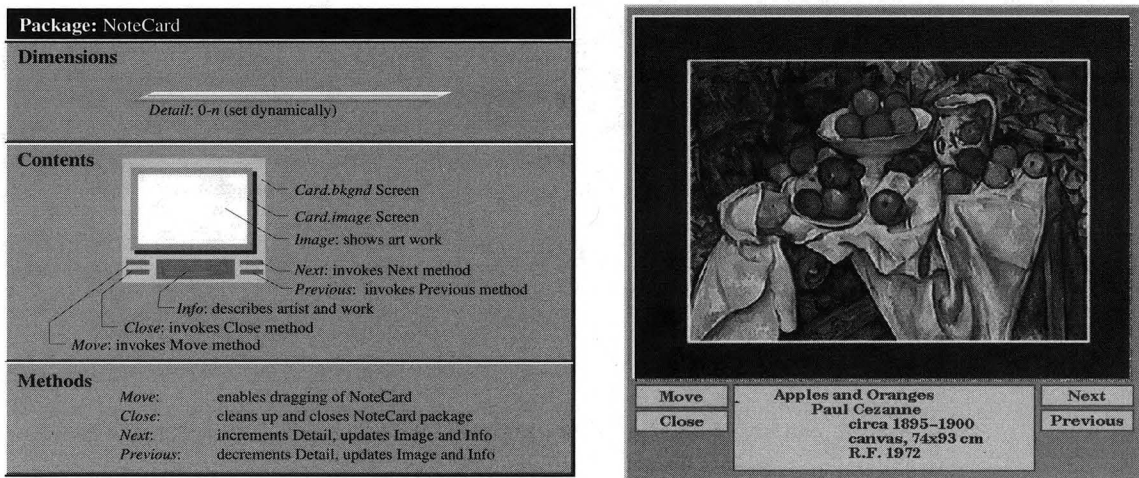 Package: NoteCard
Dimensions
Detail: 0-n (set dynamically)
Contents
Card.bkgnd Screen
Card.image Screen
Image: shows art work
Next: invokes Next method
Previous: invokes Previous method
Info: describes artist and work
Close: invokes Close method
Move: invokes Move method
Methods
Move: enables dragging of NoteCard
Close: cleans up and closes NoteCard package
Next: increments Detail, updates Image and Info
Previous: decrements Detail, updates Image and Info
Move
Close
Apples and Oranges
Paul Cezanne
circa 1895-1900
canvas, 74x93 cm
R.F. 1972
Next
Previous